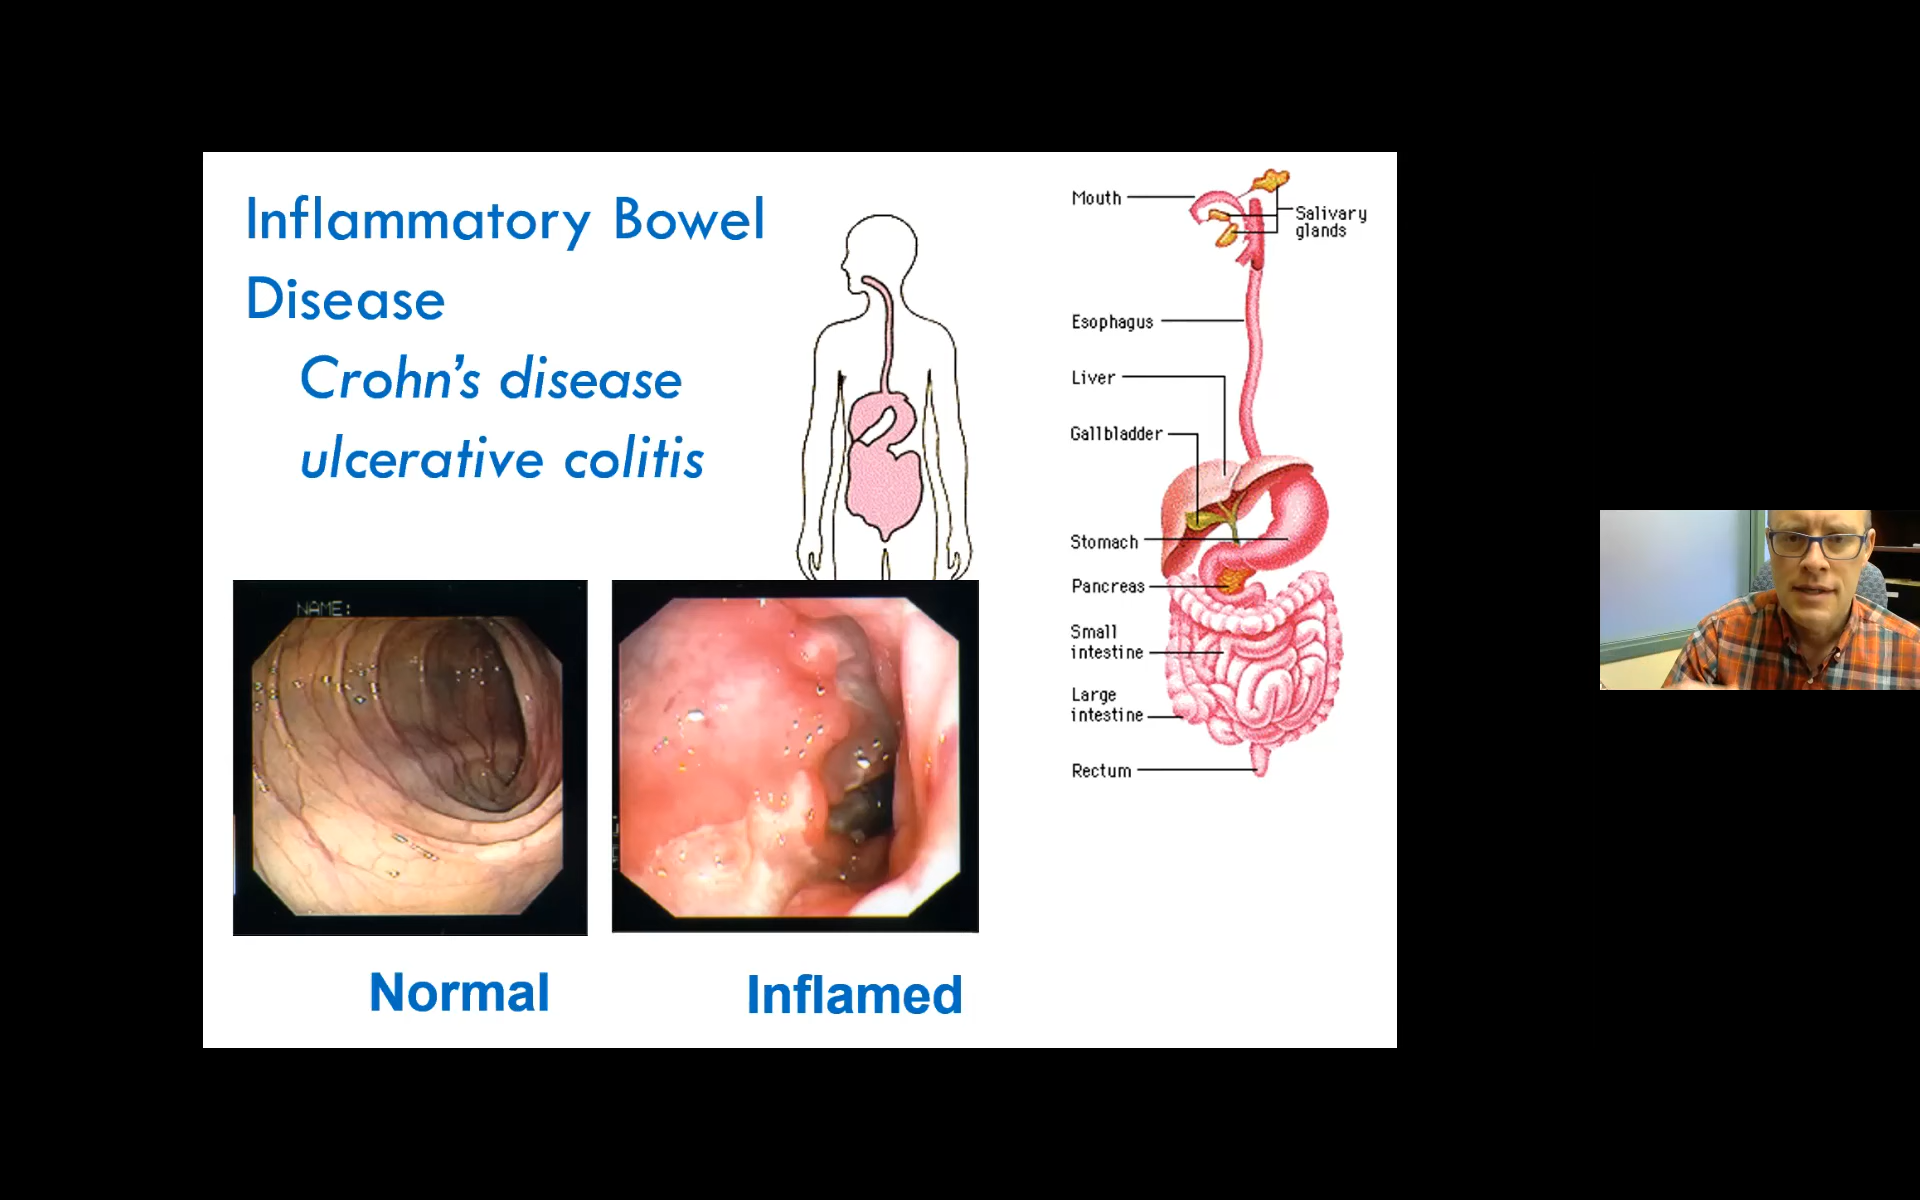 Inflammatory Bowel
Disease
Crohn's disease
ulcerative colitis
Mouth
Salivary
glands
Esophagus
Liver
Gallbladder
Stomach
Pancreas
Small
intestine
Large
intestine
Rectum
NAME:
Normal
Inflamed